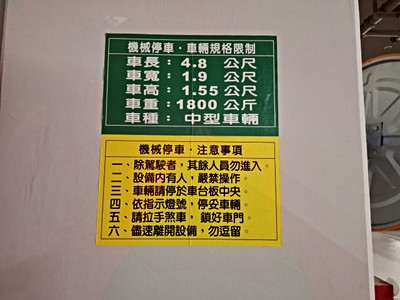 機械停車・車輛規格限制
車長：4.8 公尺
車寬：1.9 公尺
車高：1.55 公尺
車重：1800 公斤
車種： 中型車輛
機械停車・注意事項
一、除駕駛者，其餘人員勿進入。
二、設備內有人，嚴禁操作。
三、車輛請停於車台板中央。
四、依指示燈號，停妥車輛。
五、請拉手煞車， 鎖好車門。
六、儘速離開設備，勿逗留。